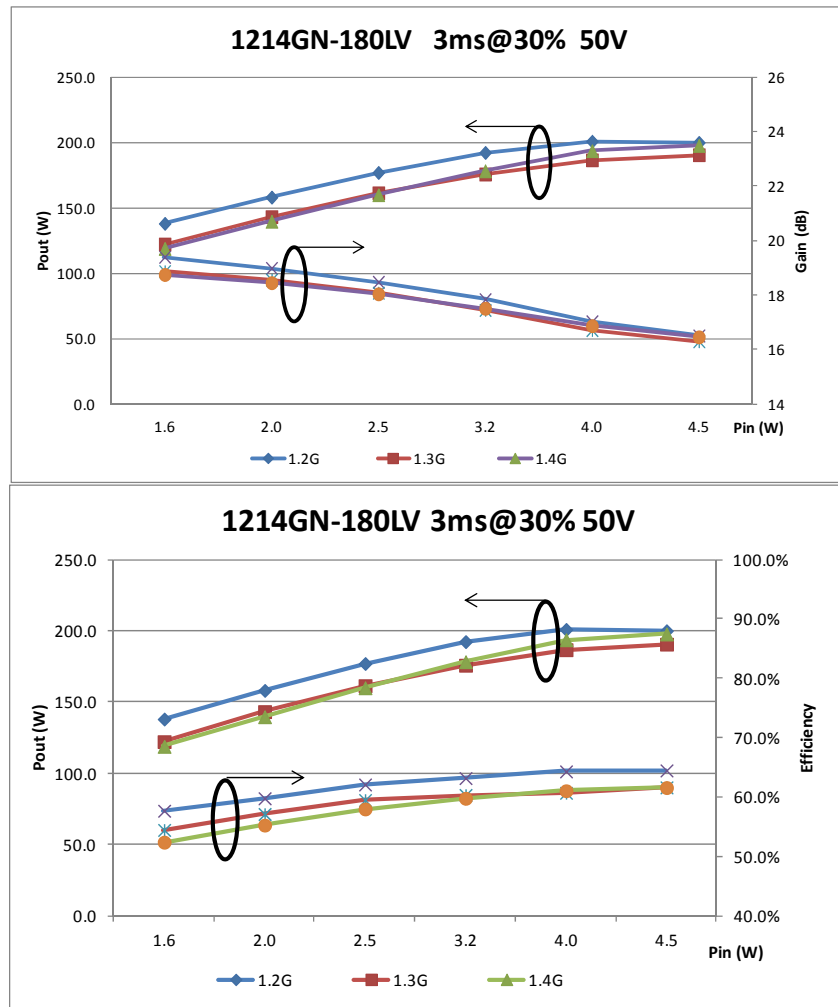 1214GN-180LV 3ms@30% 50V
250.0
200.0
150.0
100.0
50.0
0.0
Pout (W)
26
24
22
20
18
16
14
Gain (dB)
1.6 2.0 2.5 3.2 4.0 4.5 Pin (W)
1.2G 1.3G 1.4G
1214GN-180LV 3ms@30% 50V
250.0
200.0
150.0
100.0
50.0
0.0
Pout (W)
100.0%
90.0%
80.0%
70.0%
60.0%
50.0%
40.0%
Efficiency
1.6 2.0 2.5 3.2 4.0 4.5
Pin (W)
1.2G 1.3G 1.4G